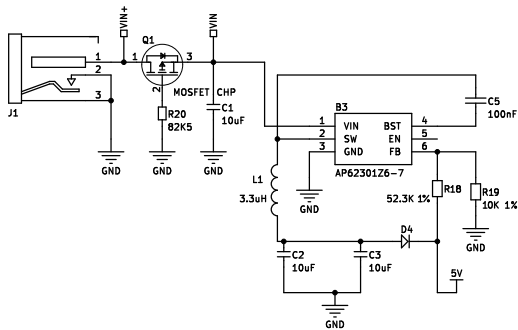 VIN+
VIN
Q1
1
1
3
2
2
3
J1
R20
82K5
MOSFET CHP
C1
10uF
GND
GND
GND
B3
1
VIN
BST
4
2
SW
EN
5
3
GND
FB
6
AP62301Z6-7
C5
100nF
GND
L1
3.3uH
R18
52.3K 1%
R19
10K 1%
GND
D4
C2
10uF
C3
10uF
5V
GND